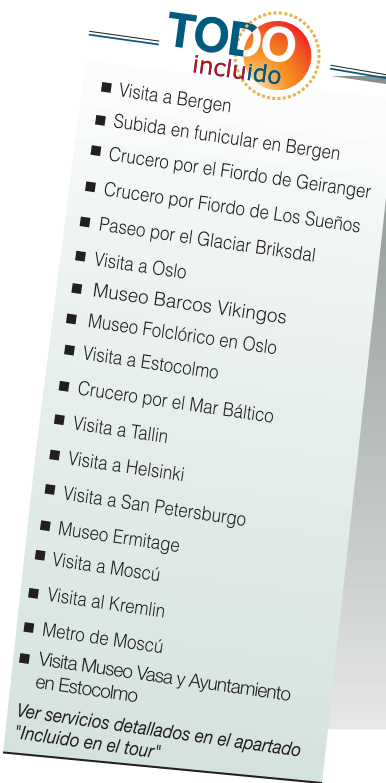 TODO
incluido
■ Visita a Bergen
■ Subida en funicular en Bergen
■ Crucero por el Fiordo de Geiranger
■ Crucero por Fiordo de Los Sueños
■ Paseo por el Glaciar Briksdal
■ Visita a Oslo
■ Museo Barcos Vikingos
■ Museo Folclórico en Oslo
■ Visita a Estocolmo
■ Crucero por el Mar Báltico
■ Visita a Tallin
■ Visita a Helsinki
■ Visita a San Petersburgo
■ Museo Ermitage
■ Visita a Moscú
■ Visita al Kremlin
■ Metro de Moscú
■ Visita Museo Vasa y Ayuntamiento
en Estocolmo
Ver servicios detallados en el apartado
"Incluido en el tour"